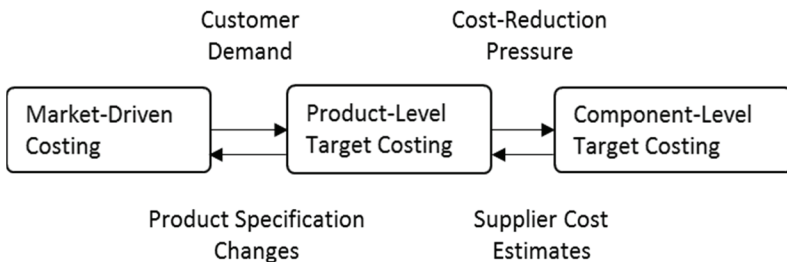 Customer
Demand
Cost-Reduction
Pressure
Market-Driven
Costing
Product-Level
Target Costing
Component-Level
Target Costing
Product Specification
Changes
Supplier Cost
Estimates